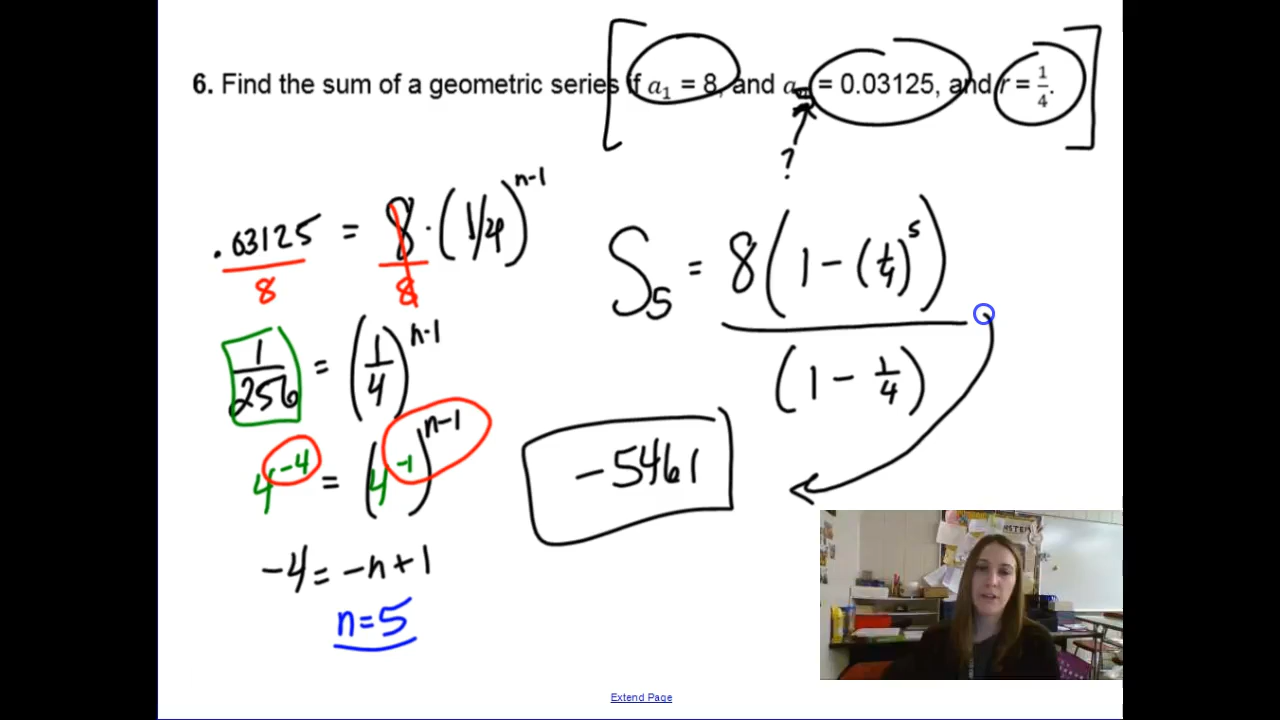 6. Find the sum of a geometric series if a₁ = 8, and aₙ = 0.03125, and r = 1/4.
?
.03125 = 8 · (1/4)ⁿ⁻¹
8 8
S₅ = 8(1 - (1/4)⁵)
(1 - 1/4)
1/256 = (1/4)ⁿ⁻¹
4⁻⁴ = (4⁻¹)ⁿ⁻¹
-5461
-4 = -n + 1
n = 5
Extend Page